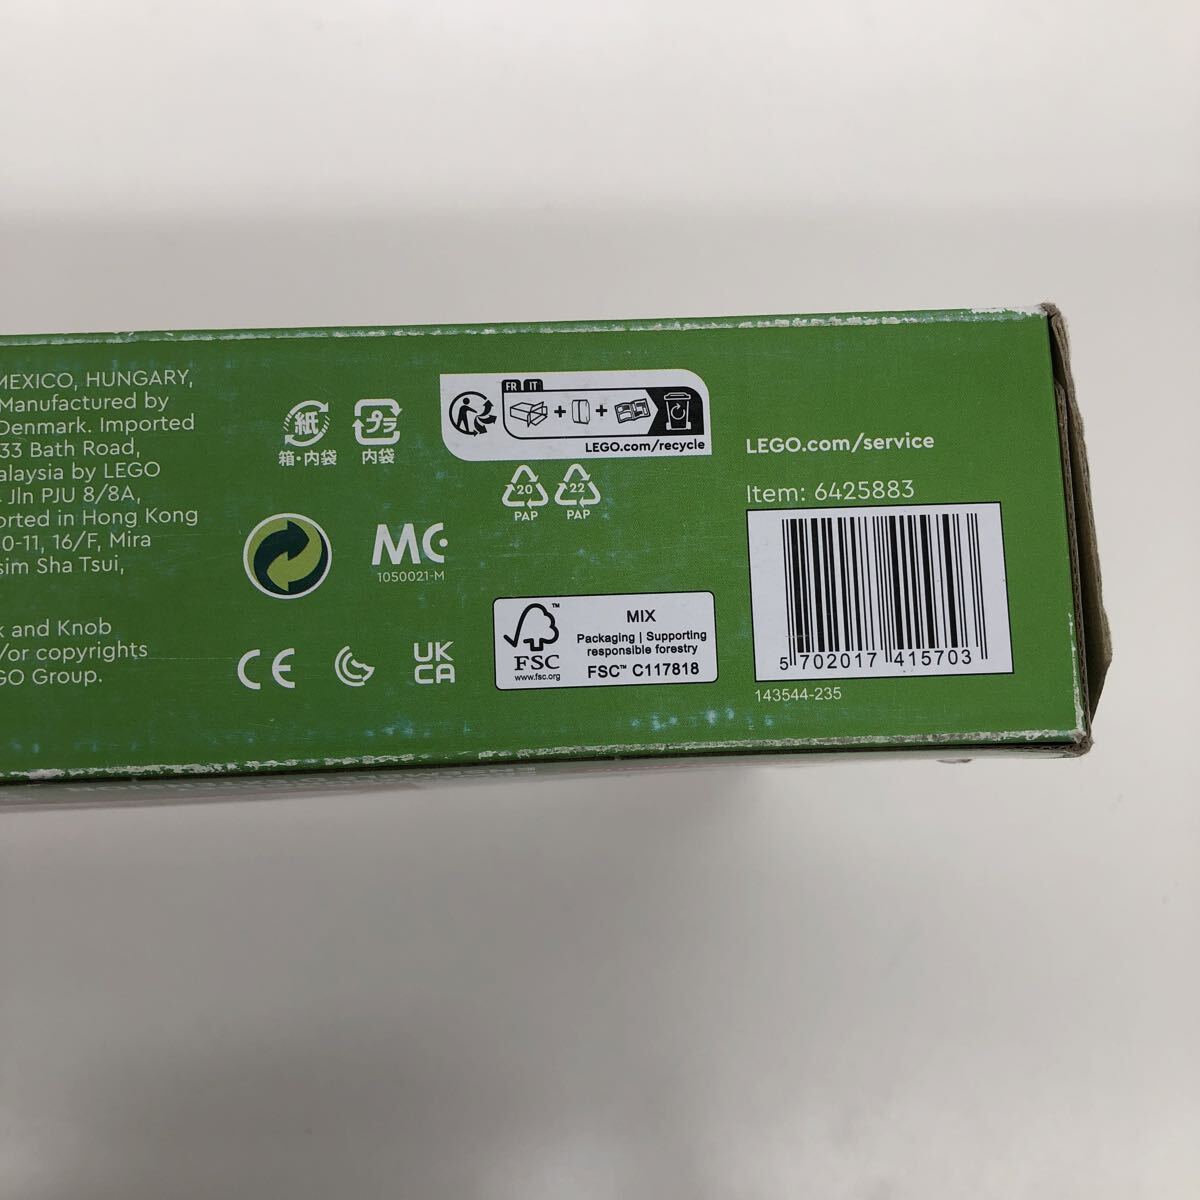 MEXICO, HUNGARY,
Manufactured by
Denmark. Imported
33 Bath Road,
alaysia by LEGO
Jln PJU 8/8A,
orted in Hong Kong
0-11, 16/F, Mira
sim Sha Tsui,
and Knob
/or copyrights
GO Group.
紙
箱・内袋
プラ
内袋
FR IT
LEGO.com/recycle
20
PAP
22
PAP
MC
1050021-M
CE
UK
CA
FSC™
www.fsc.org
MIX
Packaging | Supporting
responsible forestry
FSC™ C117818
LEGO.com/service
Item: 6425883
5 702017 415703
143544-235